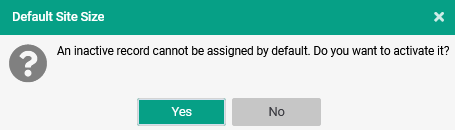 Default Site Size
An inactive record cannot be assigned by default. Do you want to activate it?
Yes
No